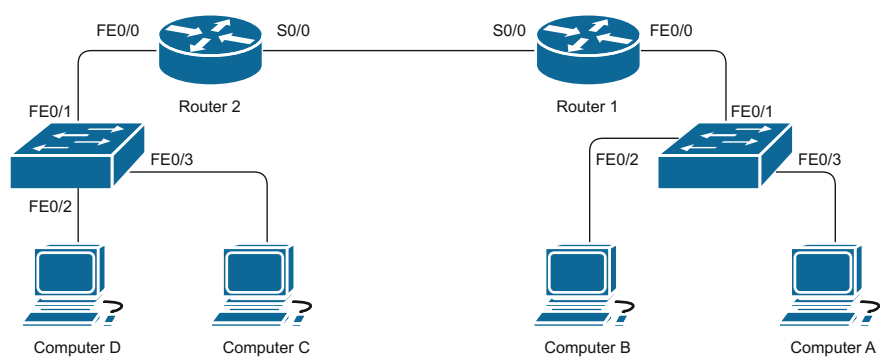 FE0/0
S0/0
S0/0
FE0/0
Router 2
Router 1
FE0/1
FE0/1
FE0/3
FE0/2
FE0/3
FE0/2
Computer D
Computer C
Computer B
Computer A